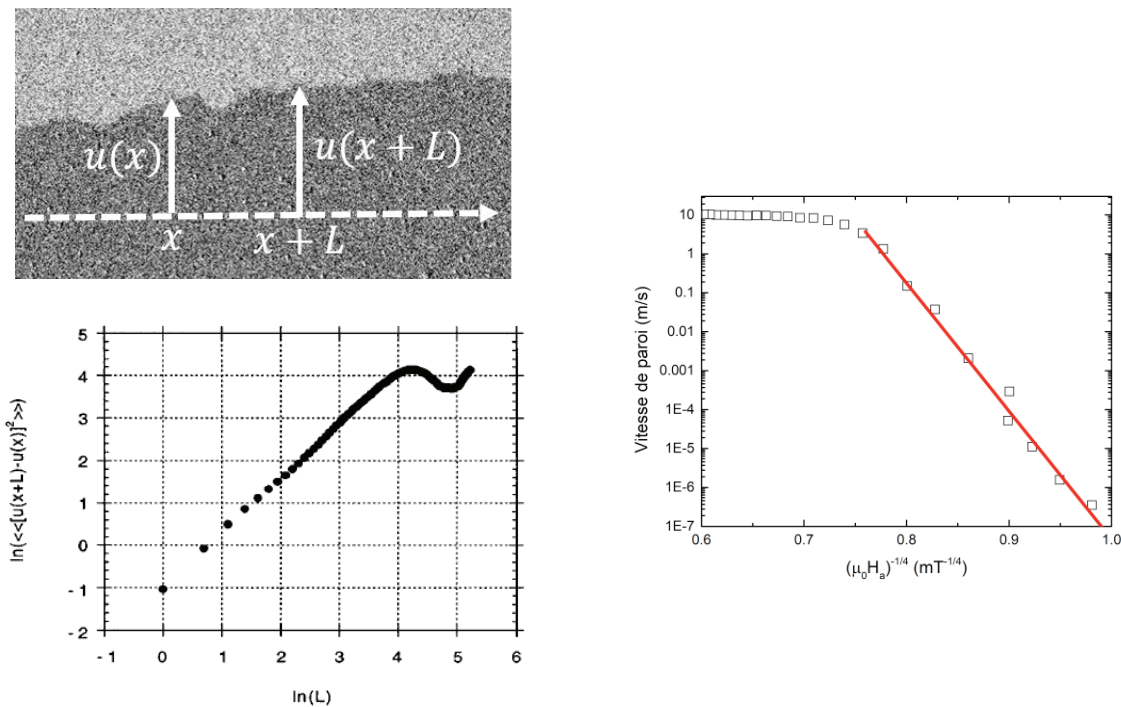 u(x)
u(x + L)
x
x + L
ln(<<[u(x+L)-u(x)]²>>)
5
4
3
2
1
0
- 1
- 2
- 1
0
1
2
3
4
5
6
ln(L)
Vitesse de paroi (m/s)
10
1
0.1
0.01
0.001
1E-4
1E-5
1E-6
1E-7
0.6
0.7
0.8
0.9
1.0
(μ₀Hₐ)⁻¹/⁴ (mT⁻¹/⁴)